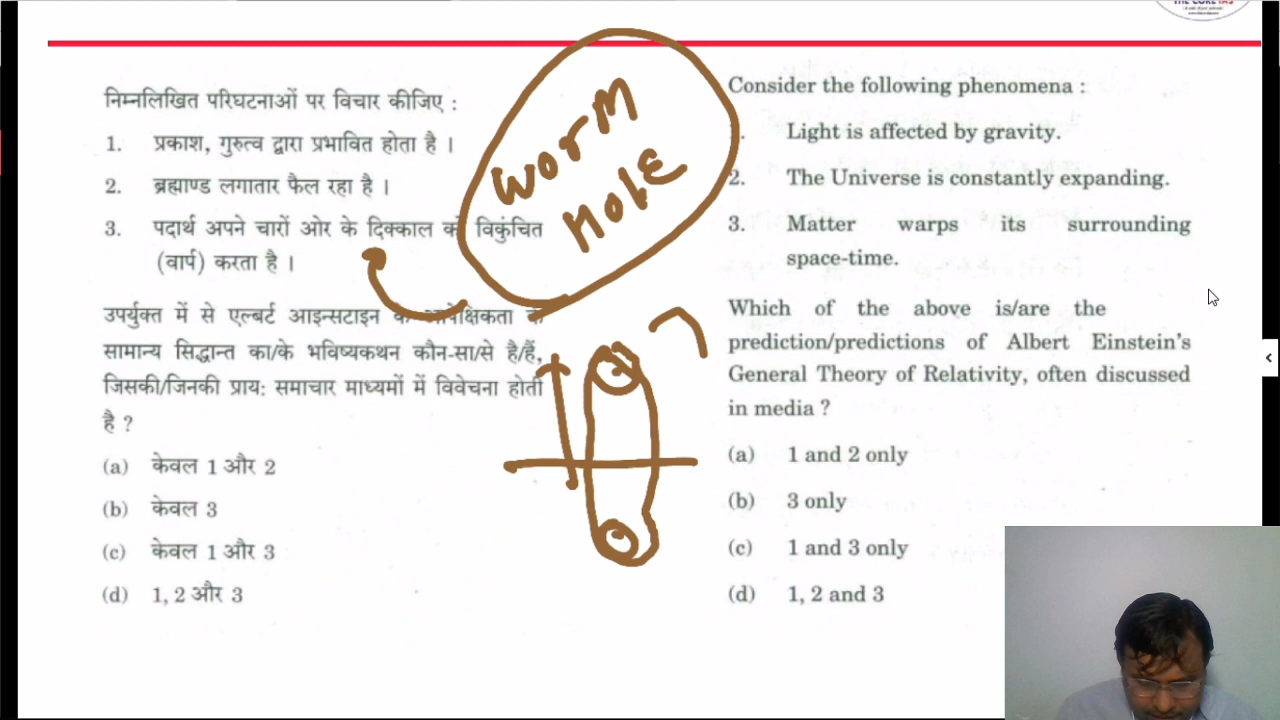 THE CORE IAS
निम्नलिखित परिघटनाओं पर विचार कीजिए :
1. प्रकाश, गुरुत्व द्वारा प्रभावित होता है ।
2. ब्रह्माण्ड लगातार फैल रहा है ।
3. पदार्थ अपने चारों ओर के दिक्काल को विकुंचित
(वार्प) करता है ।
उपर्युक्त में से एल्बर्ट आइन्सटाइन के आपेक्षिकता के
सामान्य सिद्धान्त का/के भविष्यकथन कौन-सा/से है/हैं,
जिसकी/जिनकी प्राय: समाचार माध्यमों में विवेचना होती
है ?
(a) केवल 1 और 2
(b) केवल 3
(c) केवल 1 और 3
(d) 1, 2 और 3
worm
Hole
Consider the following phenomena :
1. Light is affected by gravity.
2. The Universe is constantly expanding.
3. Matter warps its surrounding
space-time.
Which of the above is/are the
prediction/predictions of Albert Einstein's
General Theory of Relativity, often discussed
in media ?
(a) 1 and 2 only
(b) 3 only
(c) 1 and 3 only
(d) 1, 2 and 3